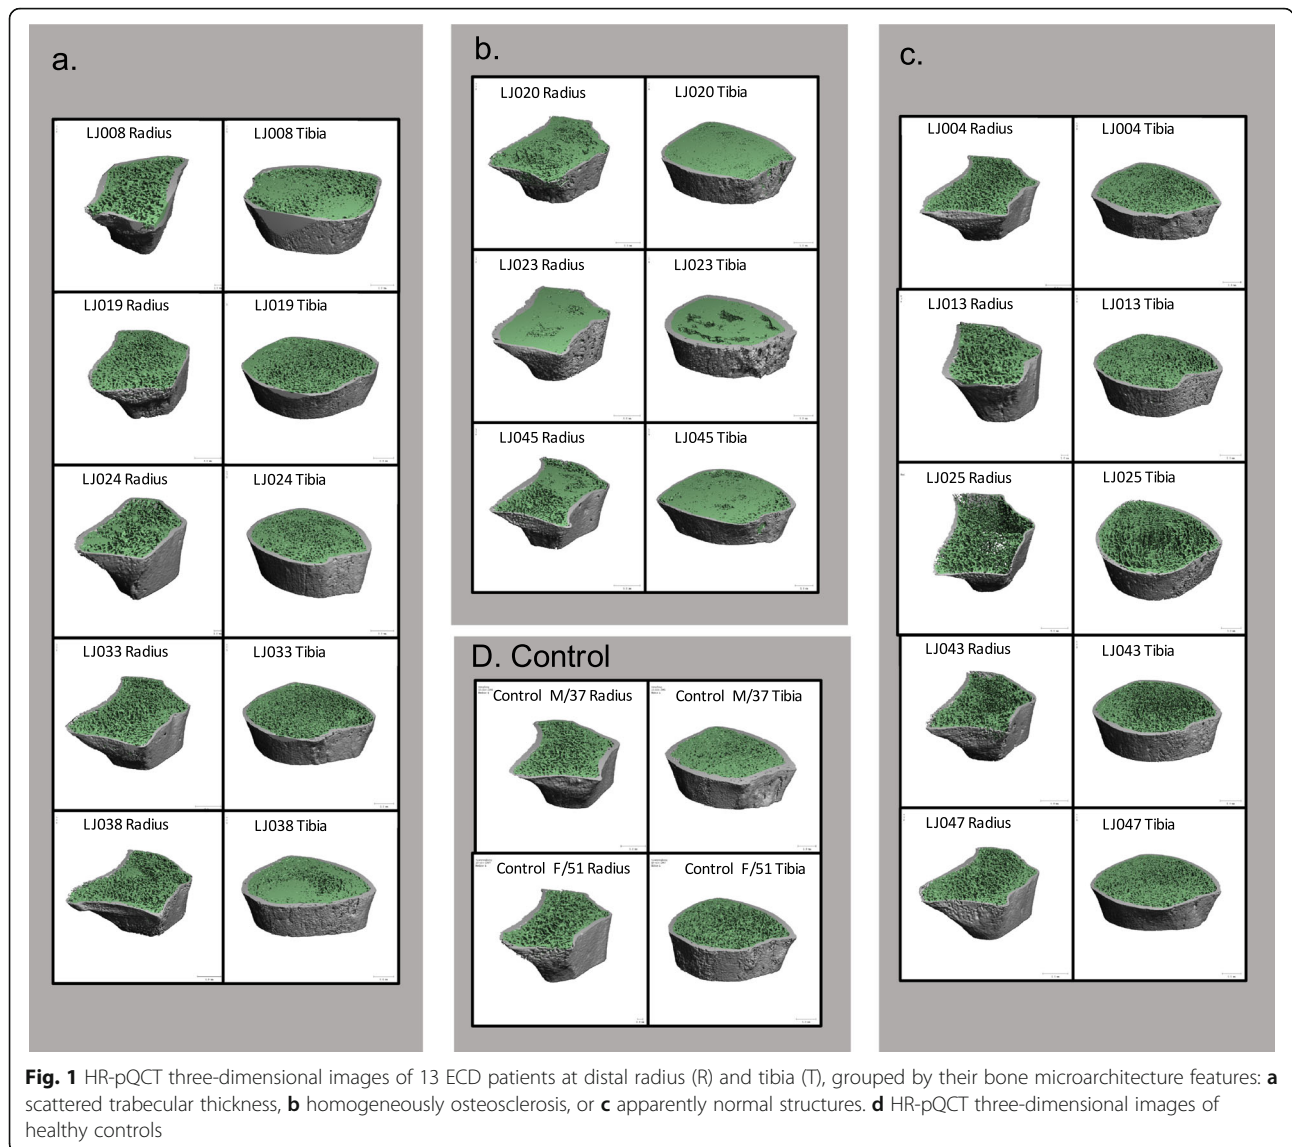 a.
LJ008 Radius
LJ008 Tibia
LJ019 Radius
LJ019 Tibia
LJ024 Radius
LJ024 Tibia
LJ033 Radius
LJ033 Tibia
LJ038 Radius
LJ038 Tibia
b.
LJ020 Radius
LJ020 Tibia
LJ023 Radius
LJ023 Tibia
LJ045 Radius
LJ045 Tibia
D. Control
Control M/37 Radius
Control M/37 Tibia
Control F/51 Radius
Control F/51 Tibia
c.
LJ004 Radius
LJ004 Tibia
LJ013 Radius
LJ013 Tibia
LJ025 Radius
LJ025 Tibia
LJ043 Radius
LJ043 Tibia
LJ047 Radius
LJ047 Tibia
Fig. 1 HR-pQCT three-dimensional images of 13 ECD patients at distal radius (R) and tibia (T), grouped by their bone microarchitecture features: a
scattered trabecular thickness, b homogeneously osteosclerosis, or c apparently normal structures. d HR-pQCT three-dimensional images of
healthy controls